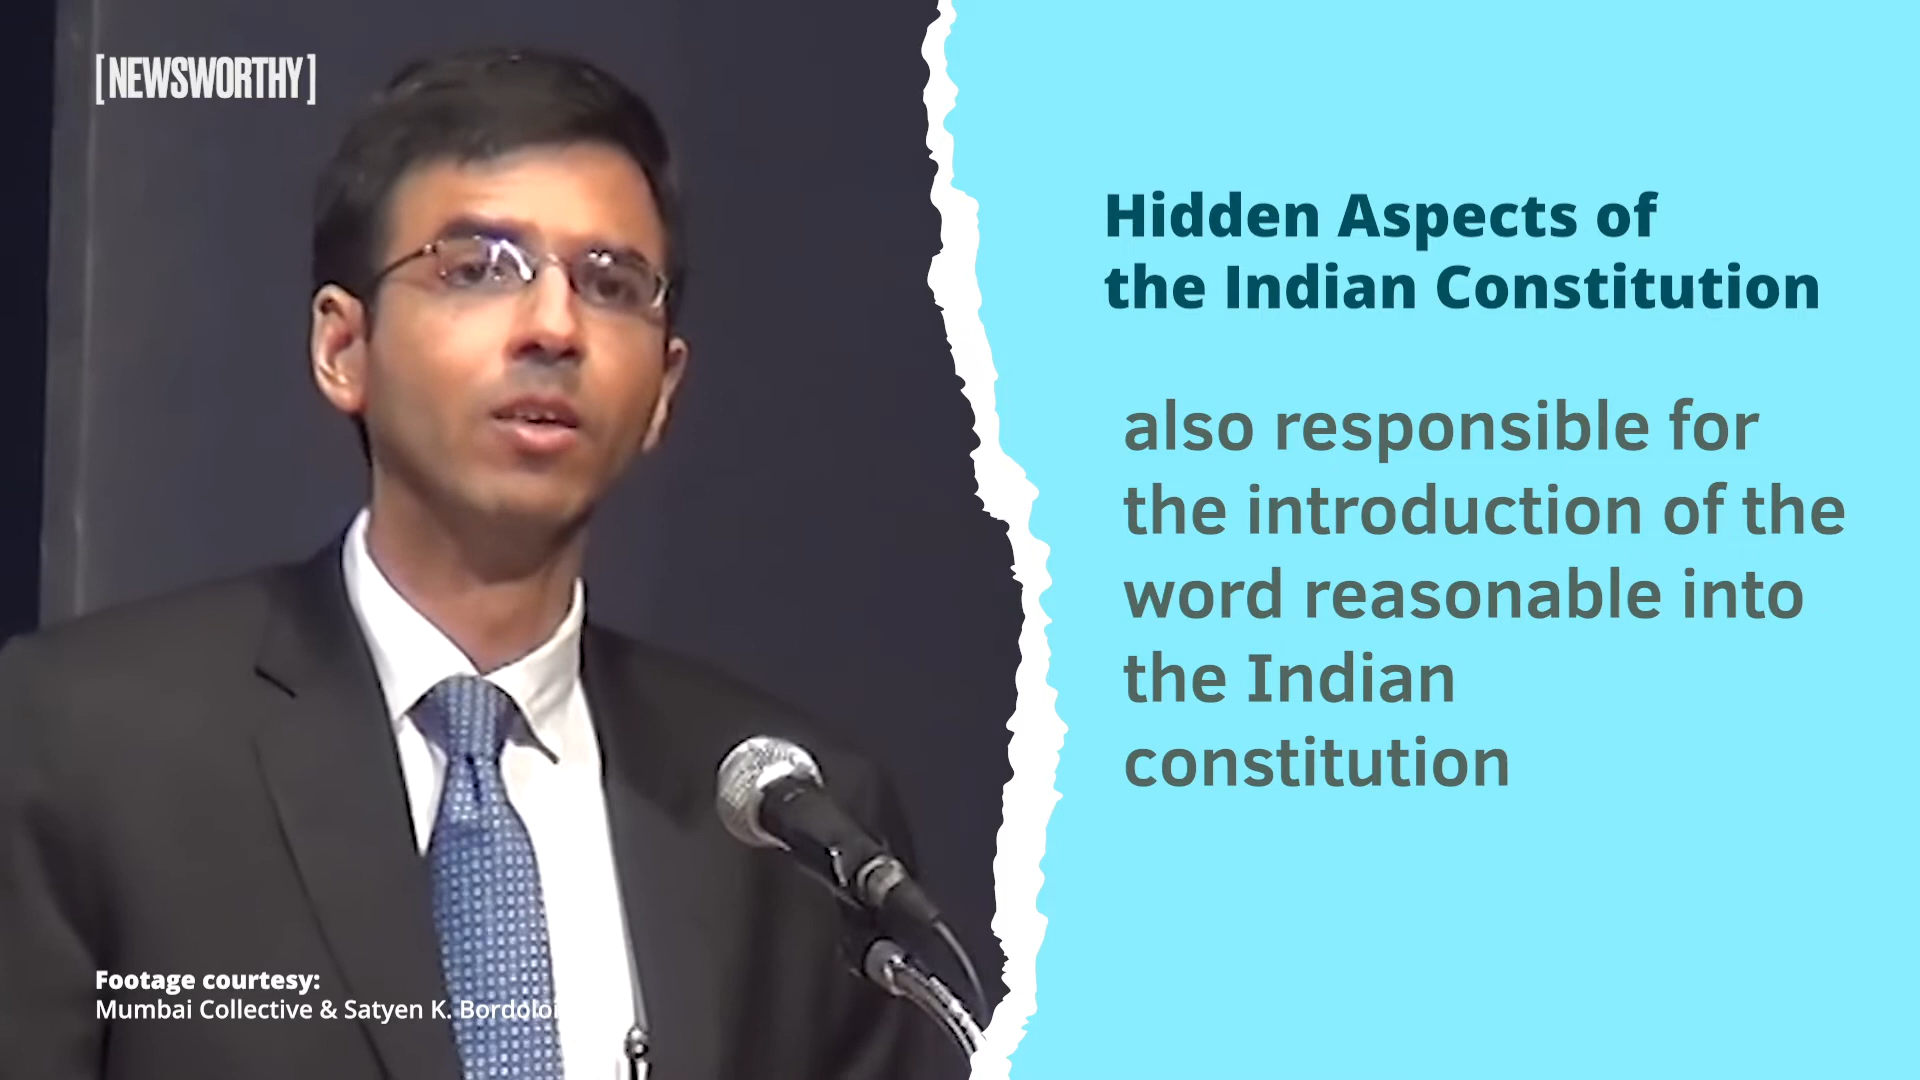 [NEWSWORTHY]
Hidden Aspects of
the Indian Constitution
also responsible for
the introduction of the
word reasonable into
the Indian
constitution
Footage courtesy:
Mumbai Collective & Satyen K. Bordoloi